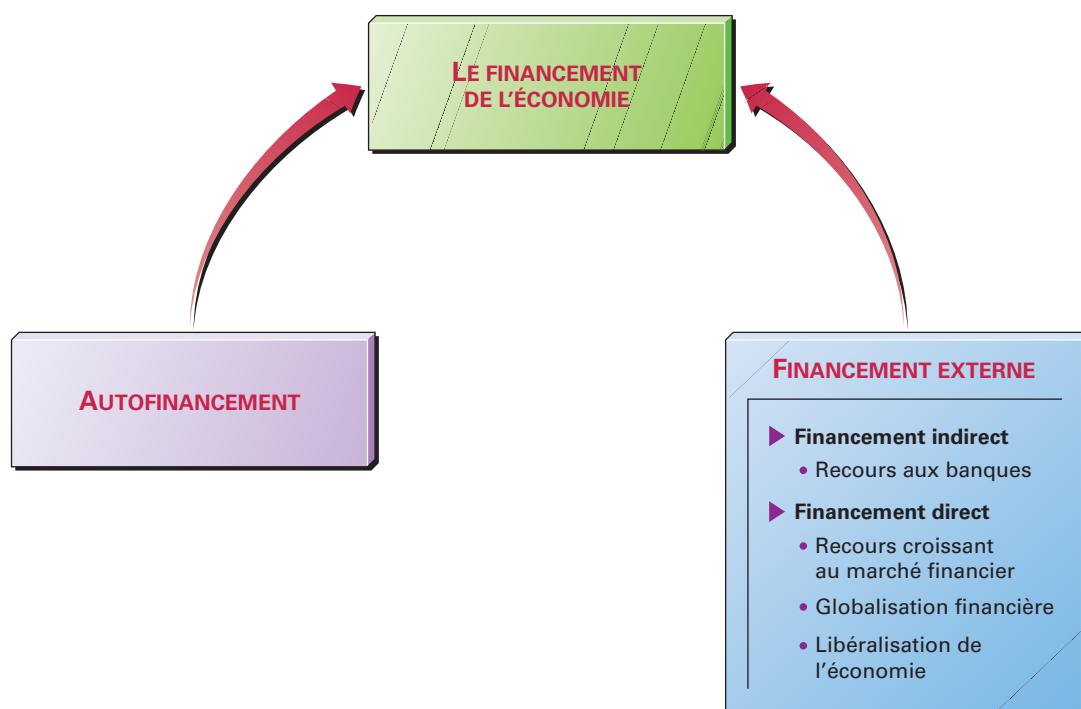 LE FINANCEMENT
DE L'ÉCONOMIE
AUTOFINANCEMENT
FINANCEMENT EXTERNE
Financement indirect
• Recours aux banques
Financement direct
• Recours croissant
au marché financier
• Globalisation financière
• Libéralisation de
l'économie